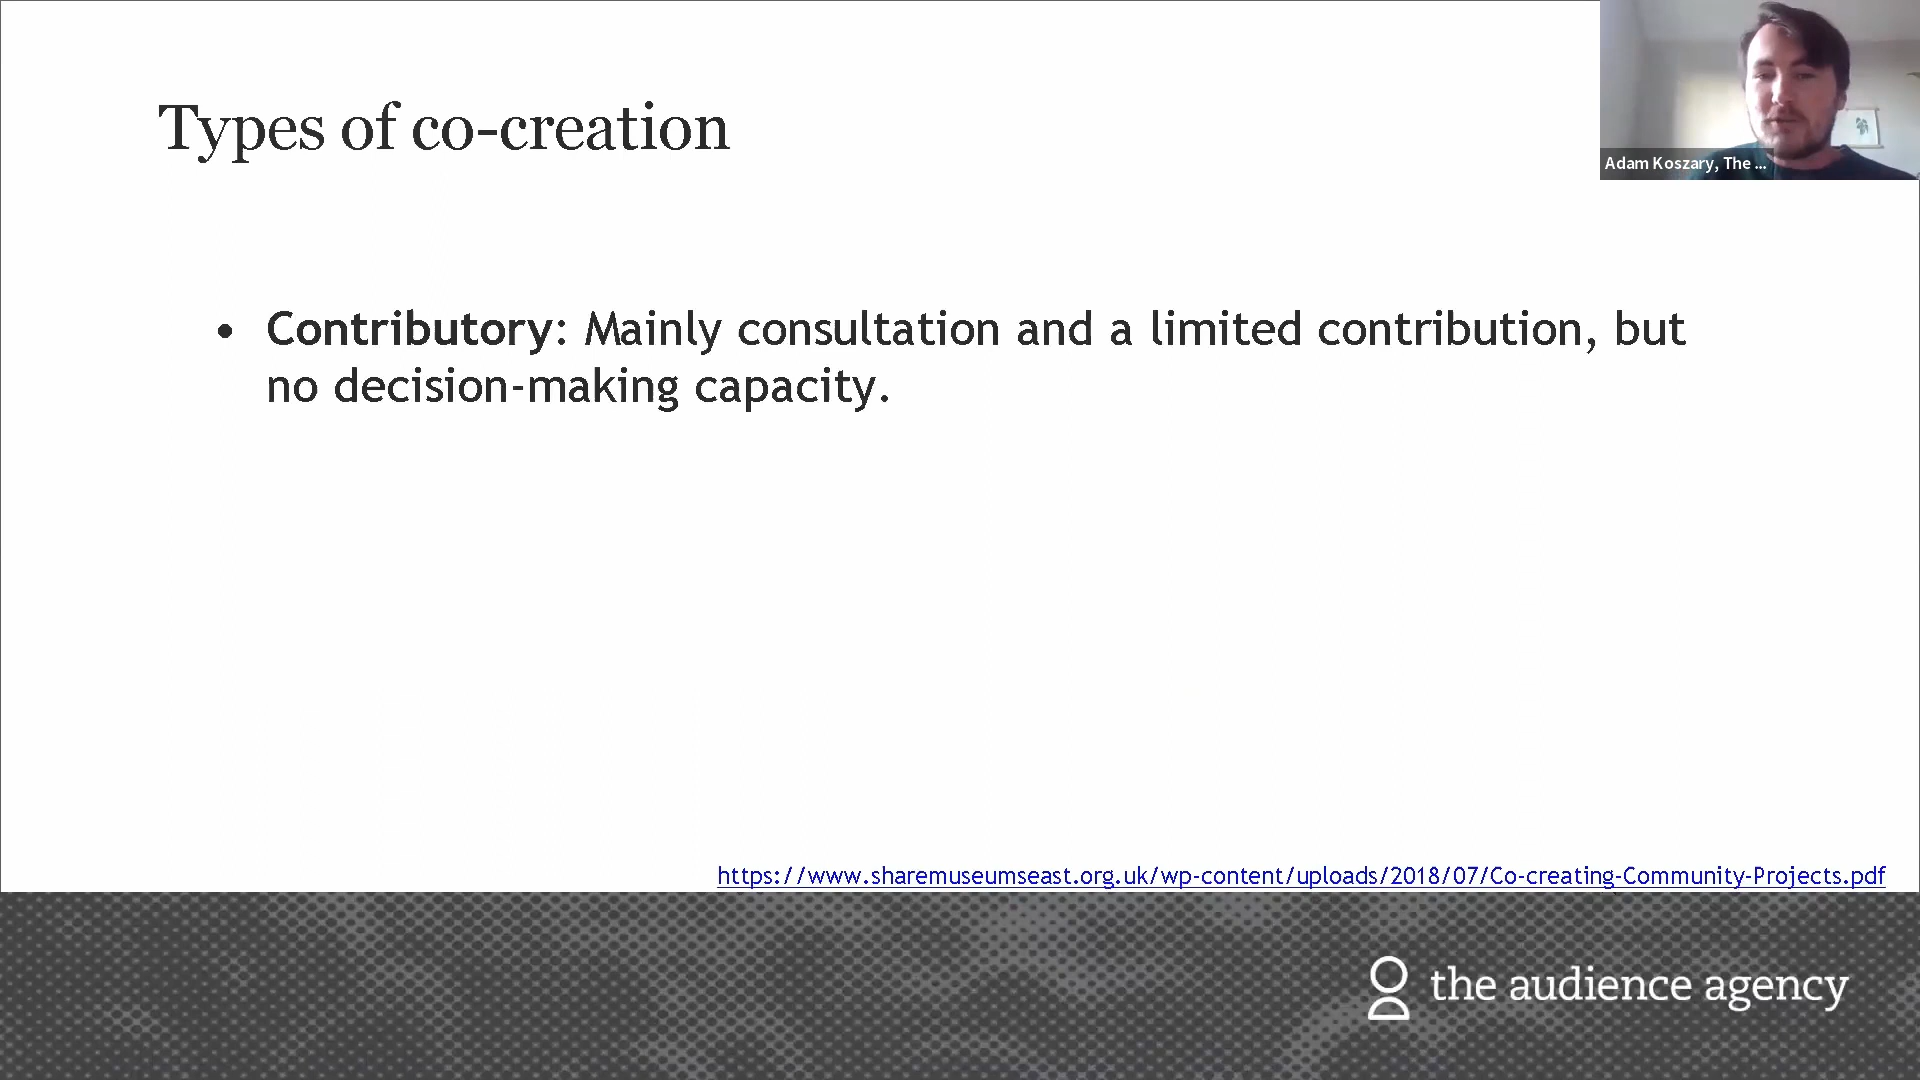 Types of co-creation
Adam Koszary, The ...
• Contributory: Mainly consultation and a limited contribution, but
no decision-making capacity.
https://www.sharemuseumseast.org.uk/wp-content/uploads/2018/07/Co-creating-Community-Projects.pdf
the audience agency